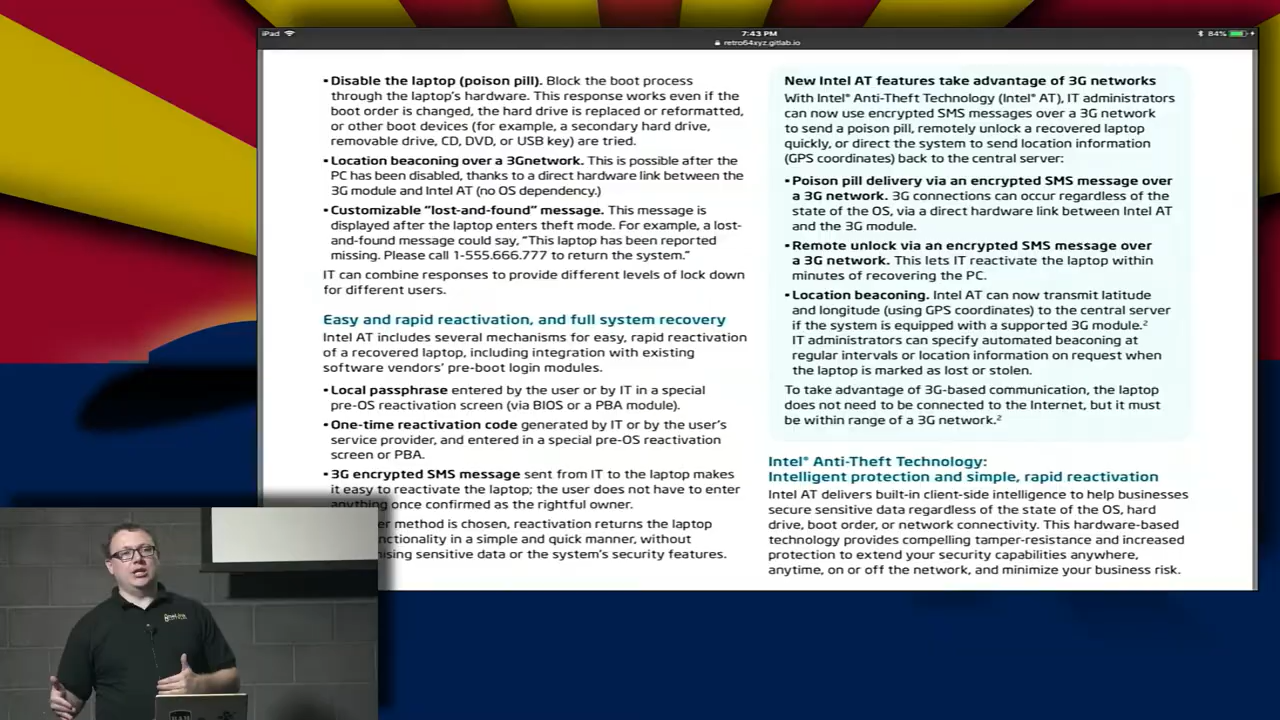 iPad
7:43 PM
retro64xyz.gitlab.io
84%
• Disable the laptop (poison pill). Block the boot process
through the laptop's hardware. This response works even if the
boot order is changed, the hard drive is replaced or reformatted,
or other boot devices (for example, a secondary hard drive,
removable drive, CD, DVD, or USB key) are tried.
• Location beaconing over a 3Gnetwork. This is possible after the
PC has been disabled, thanks to a direct hardware link between the
3G module and Intel AT (no OS dependency.)
• Customizable “lost-and-found” message. This message is
displayed after the laptop enters theft mode. For example, a lost-
and-found message could say, “This laptop has been reported
missing. Please call 1-555.666.777 to return the system.”
IT can combine responses to provide different levels of lock down
for different users.
Easy and rapid reactivation, and full system recovery
Intel AT includes several mechanisms for easy, rapid reactivation
of a recovered laptop, including integration with existing
software vendors' pre-boot login modules.
• Local passphrase entered by the user or by IT in a special
pre-OS reactivation screen (via BIOS or a PBA module).
• One-time reactivation code generated by IT or by the user's
service provider, and entered in a special pre-OS reactivation
screen or PBA.
• 3G encrypted SMS message sent from IT to the laptop makes
it easy to reactivate the laptop; the user does not have to enter
anything once confirmed as the rightful owner.
method is chosen, reactivation returns the laptop
in a simple and quick manner, without
sensitive data or the system's security features.
New Intel AT features take advantage of 3G networks
With Intel® Anti-Theft Technology (Intel® AT), IT administrators
can now use encrypted SMS messages over a 3G network
to send a poison pill, remotely unlock a recovered laptop
quickly, or direct the system to send location information
(GPS coordinates) back to the central server:
• Poison pill delivery via an encrypted SMS message over
a 3G network. 3G connections can occur regardless of the
state of the OS, via a direct hardware link between Intel AT
and the 3G module.
• Remote unlock via an encrypted SMS message over
a 3G network. This lets IT reactivate the laptop within
minutes of recovering the PC.
• Location beaconing. Intel AT can now transmit latitude
and longitude (using GPS coordinates) to the central server
if the system is equipped with a supported 3G module.²
IT administrators can specify automated beaconing at
regular intervals or location information on request when
the laptop is marked as lost or stolen.
To take advantage of 3G-based communication, the laptop
does not need to be connected to the Internet, but it must
be within range of a 3G network.²
Intel® Anti-Theft Technology:
Intelligent protection and simple, rapid reactivation
Intel AT delivers built-in client-side intelligence to help businesses
secure sensitive data regardless of the state of the OS, hard
drive, boot order, or network connectivity. This hardware-based
technology provides compelling tamper-resistance and increased
protection to extend your security capabilities anywhere,
anytime, on or off the network, and minimize your business risk.